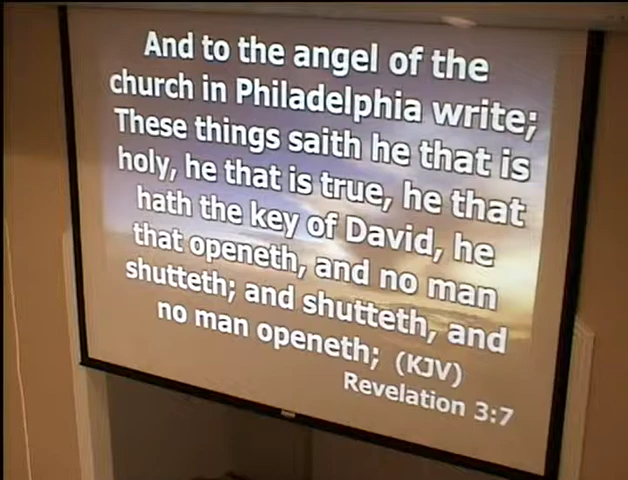 And to the angel of the
church in Philadelphia write;
These things saith he that is
holy, he that is true, he that
hath the key of David, he
that openeth, and no man
shutteth; and shutteth, and
no man openeth; (KJV)
Revelation 3:7